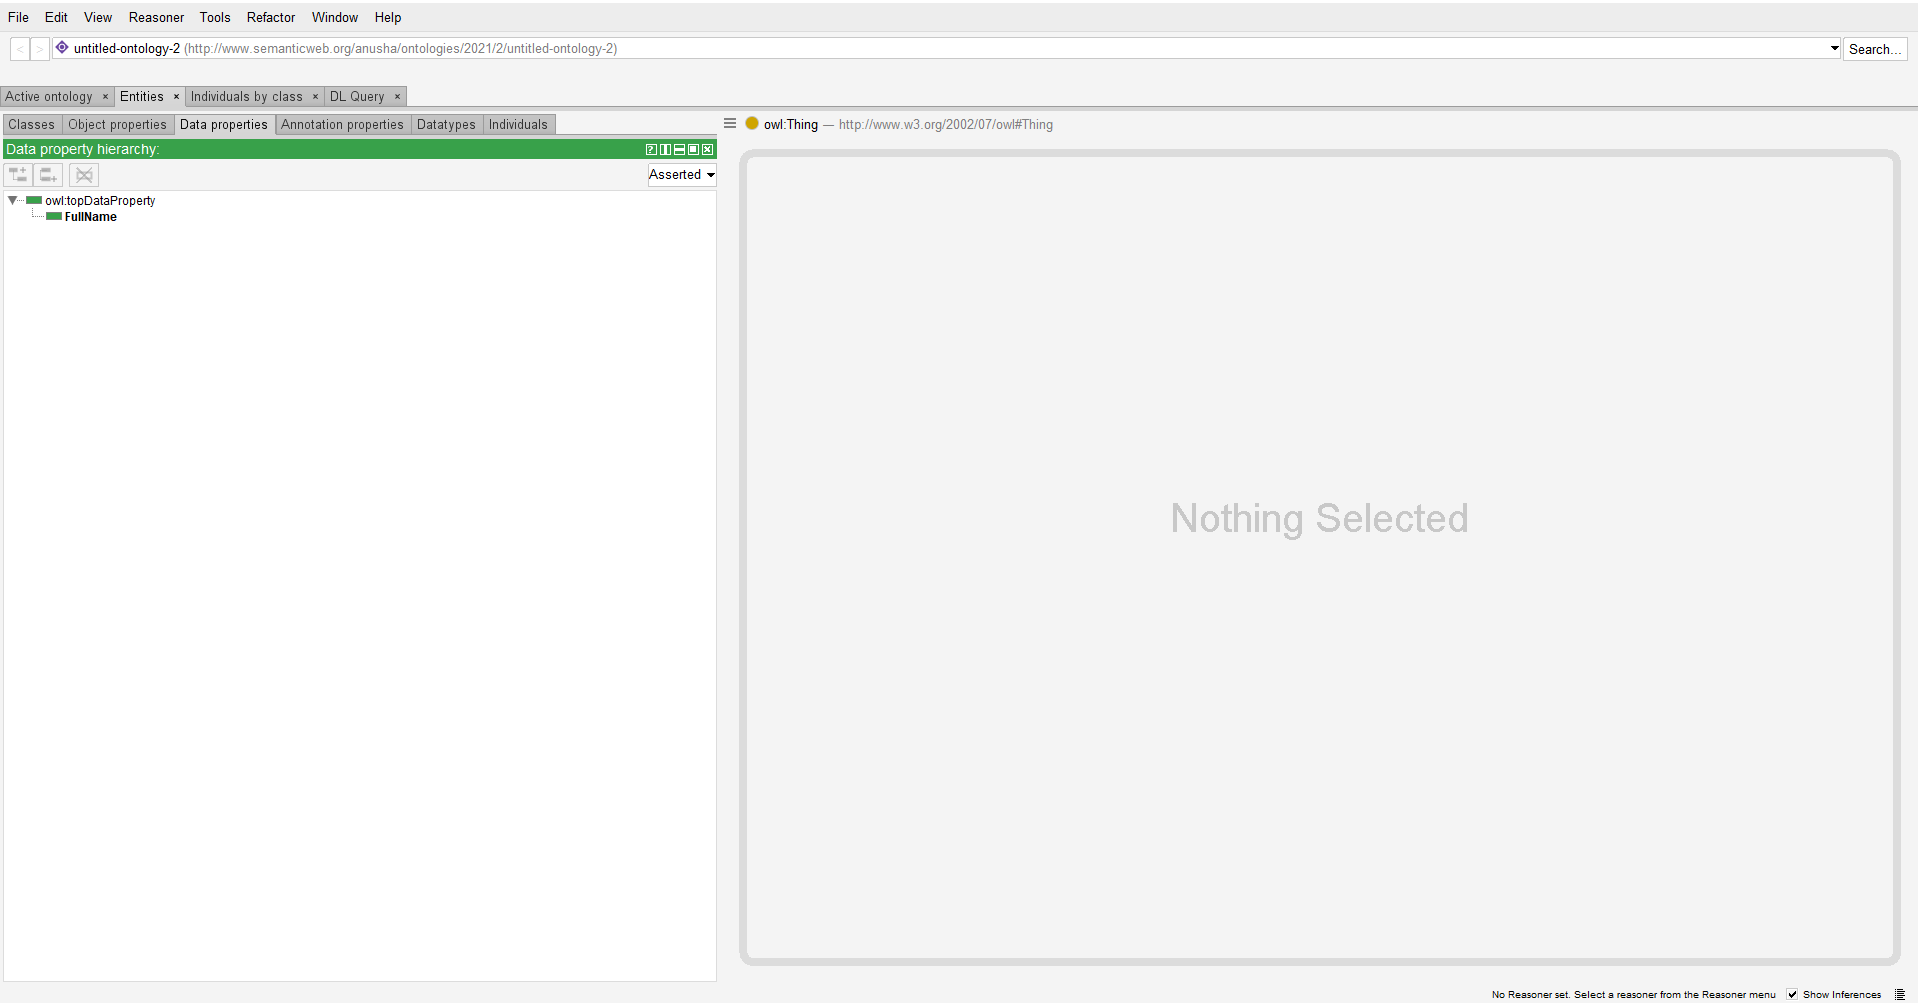 File Edit View Reasoner Tools Refactor Window Help
< > untitled-ontology-2 (http://www.semanticweb.org/anusha/ontologies/2021/2/untitled-ontology-2) Search...
Active ontology × Entities × Individuals by class × DL Query ×
Classes Object properties Data properties Annotation properties Datatypes Individuals
owl:Thing — http://www.w3.org/2002/07/owl#Thing
Data property hierarchy:
Asserted
owl:topDataProperty
FullName
Nothing Selected
No Reasoner set. Select a reasoner from the Reasoner menu Show Inferences